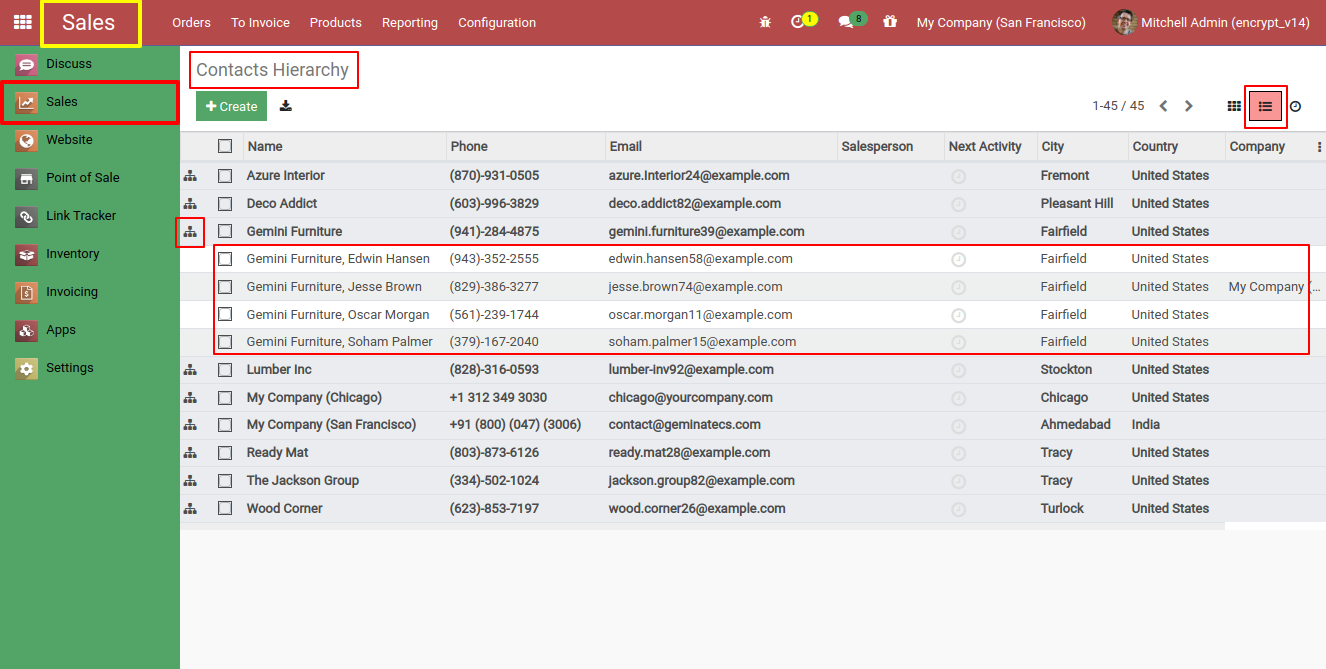 Sales Orders To Invoice Products Reporting Configuration 1 8 My Company (San Francisco) Mitchell Admin (encrypt_v14)
Discuss
Sales
Website
Point of Sale
Link Tracker
Inventory
Invoicing
Apps
Settings
Contacts Hierarchy
Create 1-45 / 45
Name Phone Email Salesperson Next Activity City Country Company
Azure Interior (870)-931-0505 azure.Interior24@example.com Fremont United States
Deco Addict (603)-996-3829 deco.addict82@example.com Pleasant Hill United States
Gemini Furniture (941)-284-4875 gemini.furniture39@example.com Fairfield United States
Gemini Furniture, Edwin Hansen (943)-352-2555 edwin.hansen58@example.com Fairfield United States
Gemini Furniture, Jesse Brown (829)-386-3277 jesse.brown74@example.com Fairfield United States My Company (...
Gemini Furniture, Oscar Morgan (561)-239-1744 oscar.morgan11@example.com Fairfield United States
Gemini Furniture, Soham Palmer (379)-167-2040 soham.palmer15@example.com Fairfield United States
Lumber Inc (828)-316-0593 lumber-inv92@example.com Stockton United States
My Company (Chicago) +1 312 349 3030 chicago@yourcompany.com Chicago United States
My Company (San Francisco) +91 (800) (047) (3006) contact@geminatecs.com Ahmedabad India
Ready Mat (803)-873-6126 ready.mat28@example.com Tracy United States
The Jackson Group (334)-502-1024 jackson.group82@example.com Tracy United States
Wood Corner (623)-853-7197 wood.corner26@example.com Turlock United States